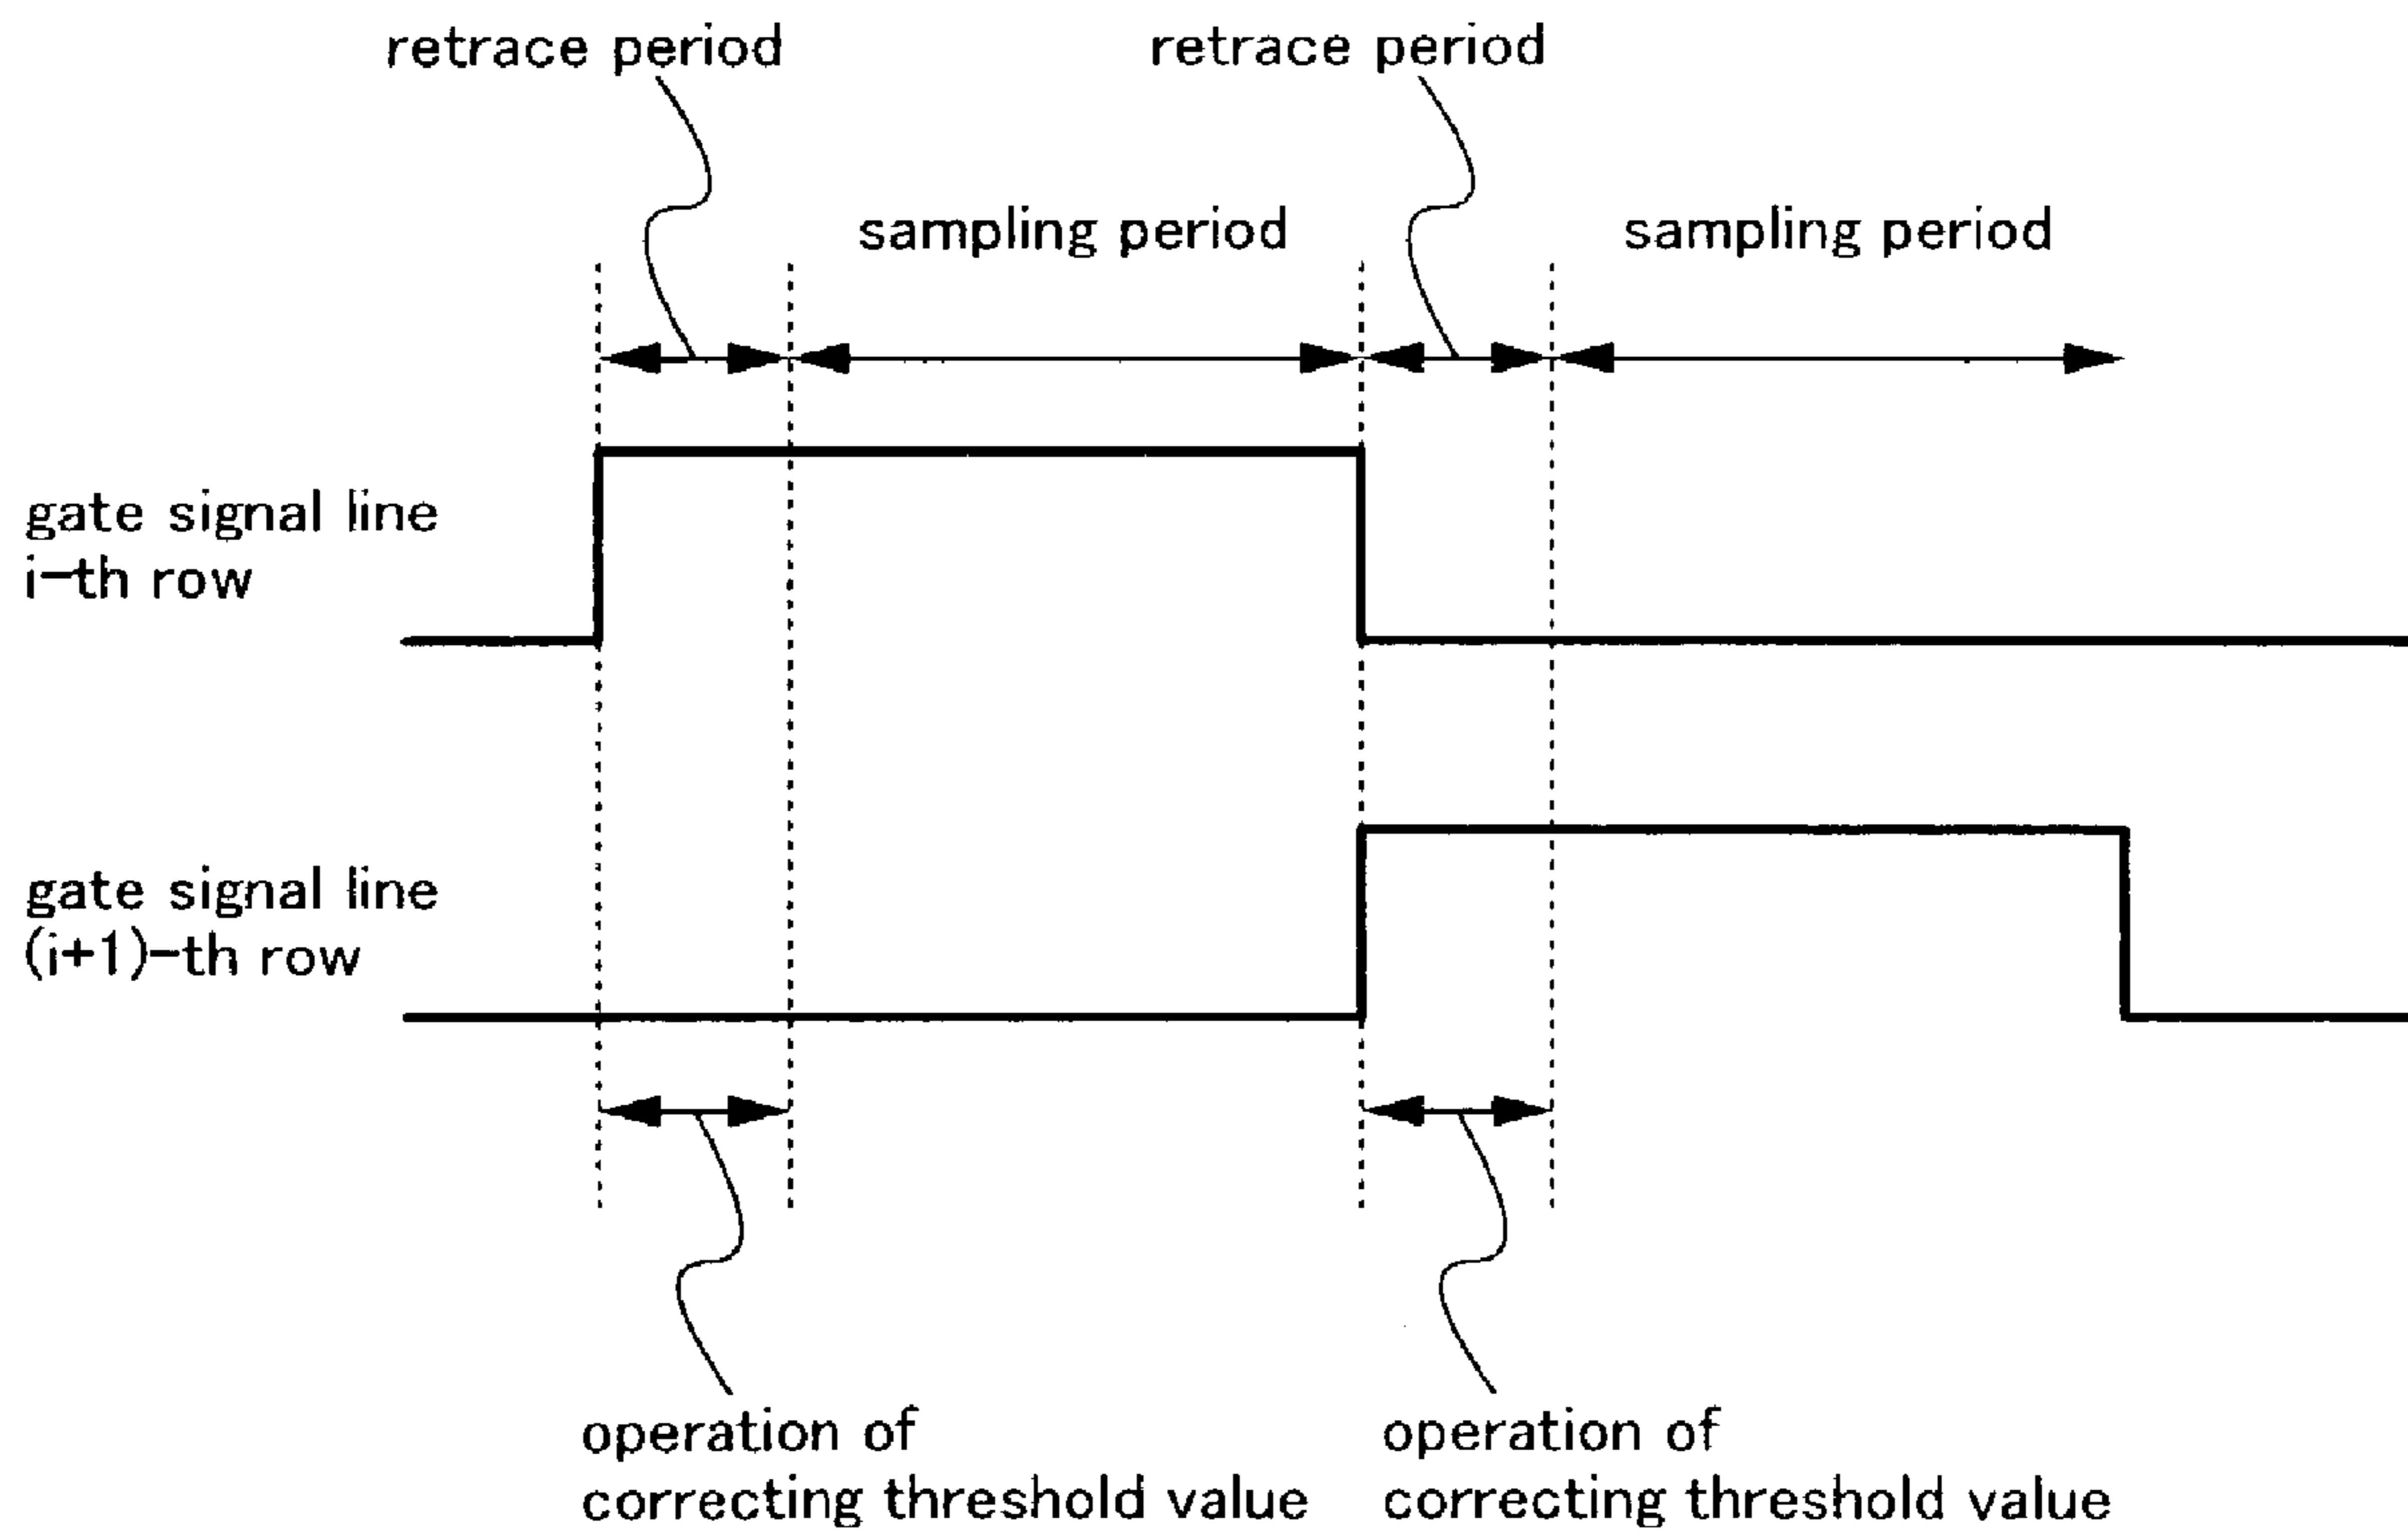 retrace period
retrace period
sampling period
sampling period
gate signal line
i-th row
gate signal line
(i+1)-th row
operation of
correcting threshold value
operation of
correcting threshold value